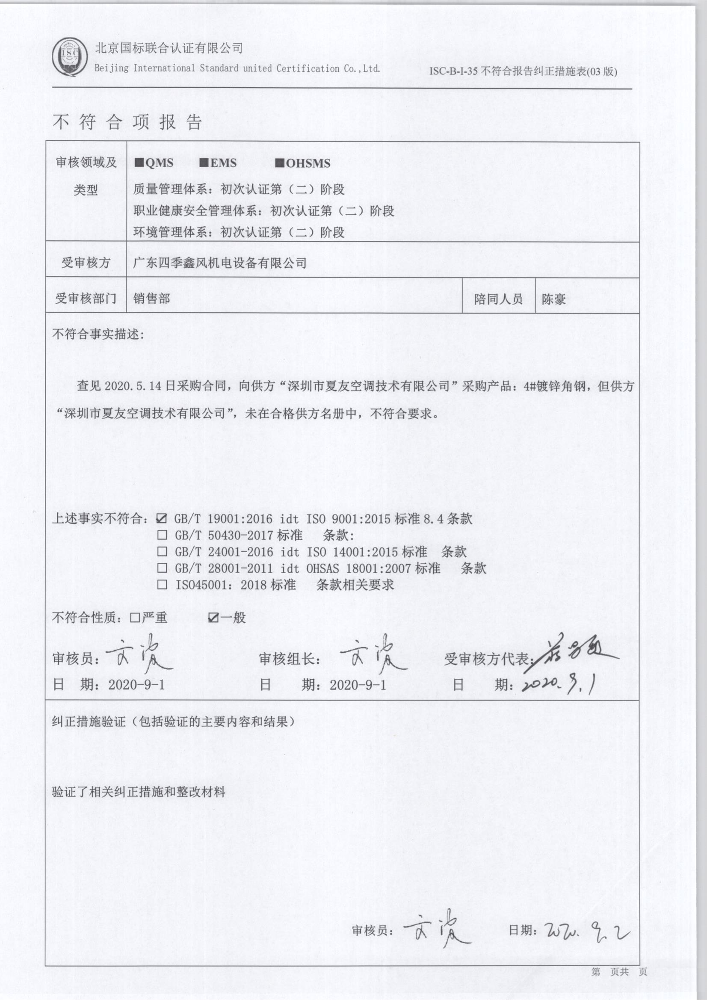 ISC
北京国标联合认证有限公司
Beijing International Standard united Certification Co.,Ltd.
ISC-B-I-35 不符合报告纠正措施表(03 版)
不符合项报告
审核领域及类型
■QMS ■EMS ■OHSMS
质量管理体系：初次认证第（二）阶段
职业健康安全管理体系：初次认证第（二）阶段
环境管理体系：初次认证第（二）阶段
受审核方 广东四季鑫风机电设备有限公司
受审核部门 销售部 陪同人员 陈豪
不符合事实描述:
查见 2020.5.14 日采购合同，向供方“深圳市夏友空调技术有限公司”采购产品：4#镀锌角钢，但供方
“深圳市夏友空调技术有限公司”，未在合格供方名册中，不符合要求。
上述事实不符合：☑ GB/T 19001:2016 idt ISO 9001:2015 标准 8.4 条款
□ GB/T 50430-2017 标准 条款:
□ GB/T 24001-2016 idt ISO 14001:2015 标准 条款
□ GB/T 28001-2011 idt OHSAS 18001:2007 标准 条款
□ ISO45001：2018 标准 条款相关要求
不符合性质：□严重 ☑一般
审核员：文波 审核组长：文波 受审核方代表：
日 期：2020-9-1 日 期：2020-9-1 日 期：2020.9.1
纠正措施验证（包括验证的主要内容和结果）
验证了相关纠正措施和整改材料
审核员：文波 日期：2020.9.2
第 页共 页